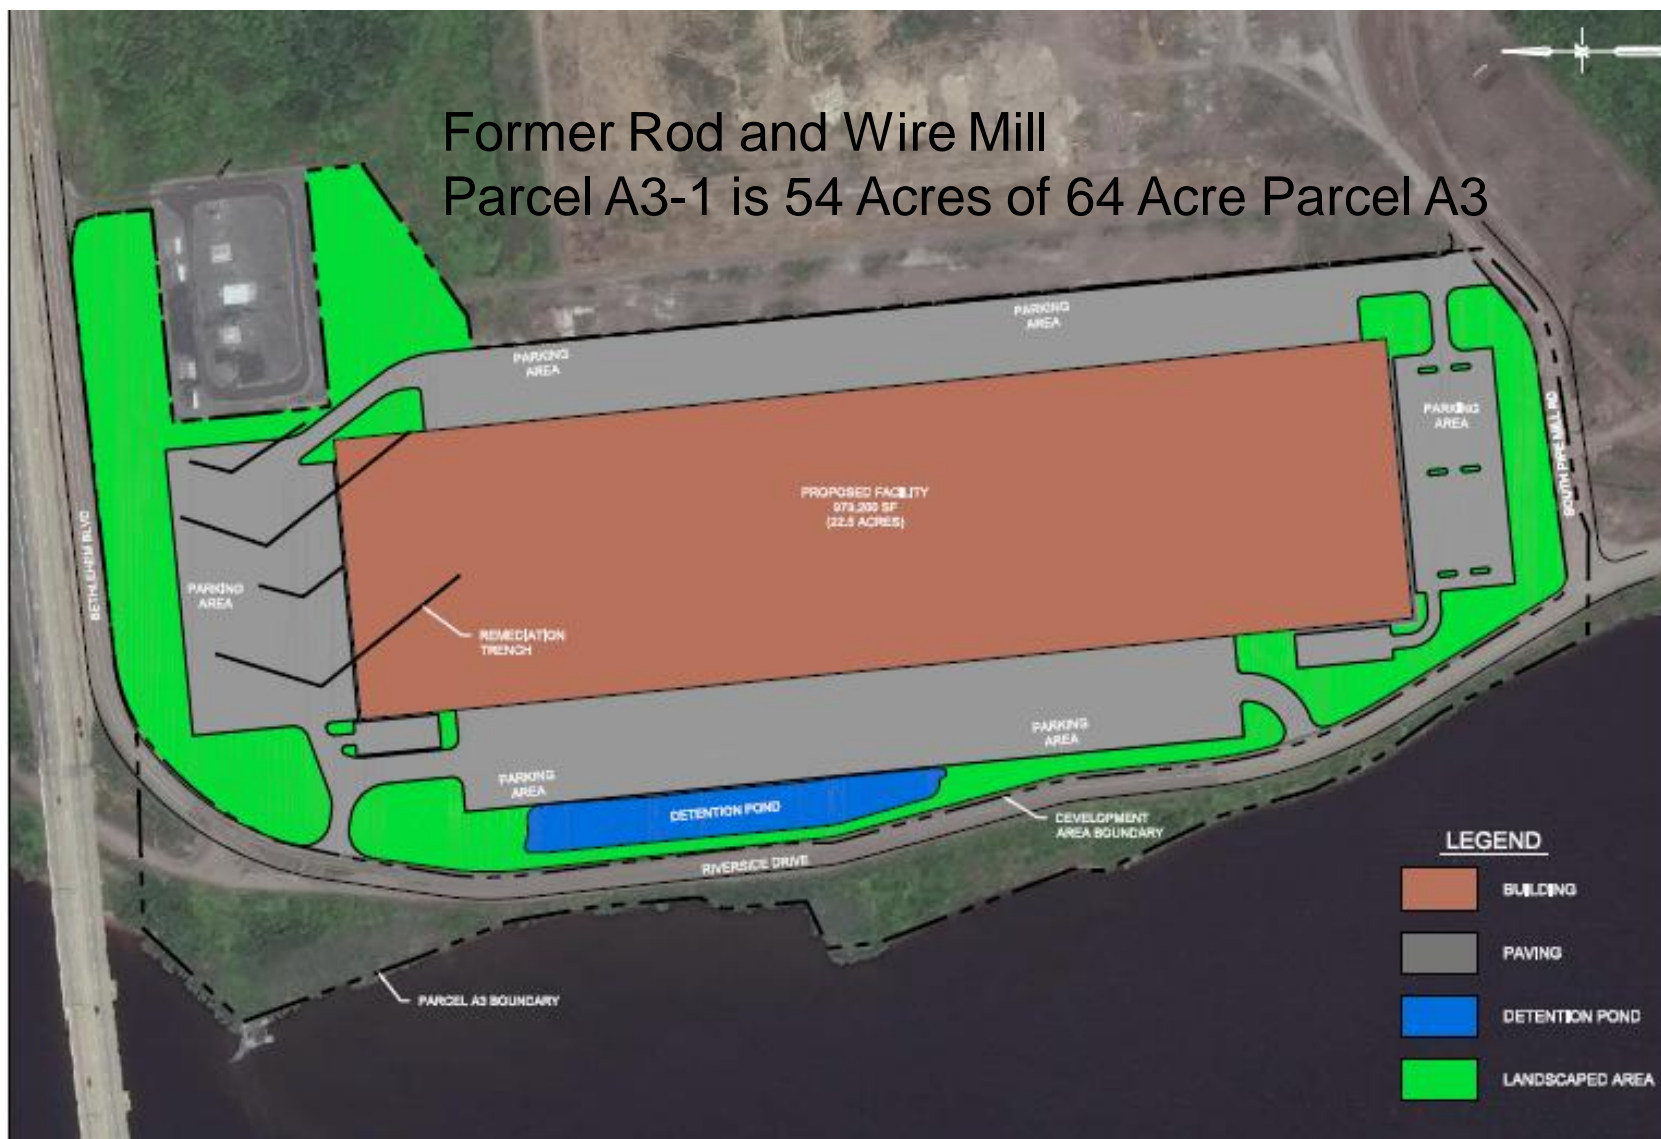 Former Rod and Wire Mill
Parcel A3-1 is 54 Acres of 64 Acre Parcel A3
PARKING
AREA
PARKING
AREA
PARKING
AREA
PROPOSED FACILITY
973,200 SF
(22.5 ACRES)
SOUTH PIPE MILL RD
BETHLEHEM BLVD
PARKING
AREA
REMEDIATION
TRENCH
PARKING
AREA
PARKING
AREA
DETENTION POND
DEVELOPMENT
AREA BOUNDARY
RIVERSIDE DRIVE
PARCEL A3 BOUNDARY
LEGEND
BUILDING
PAVING
DETENTION POND
LANDSCAPED AREA